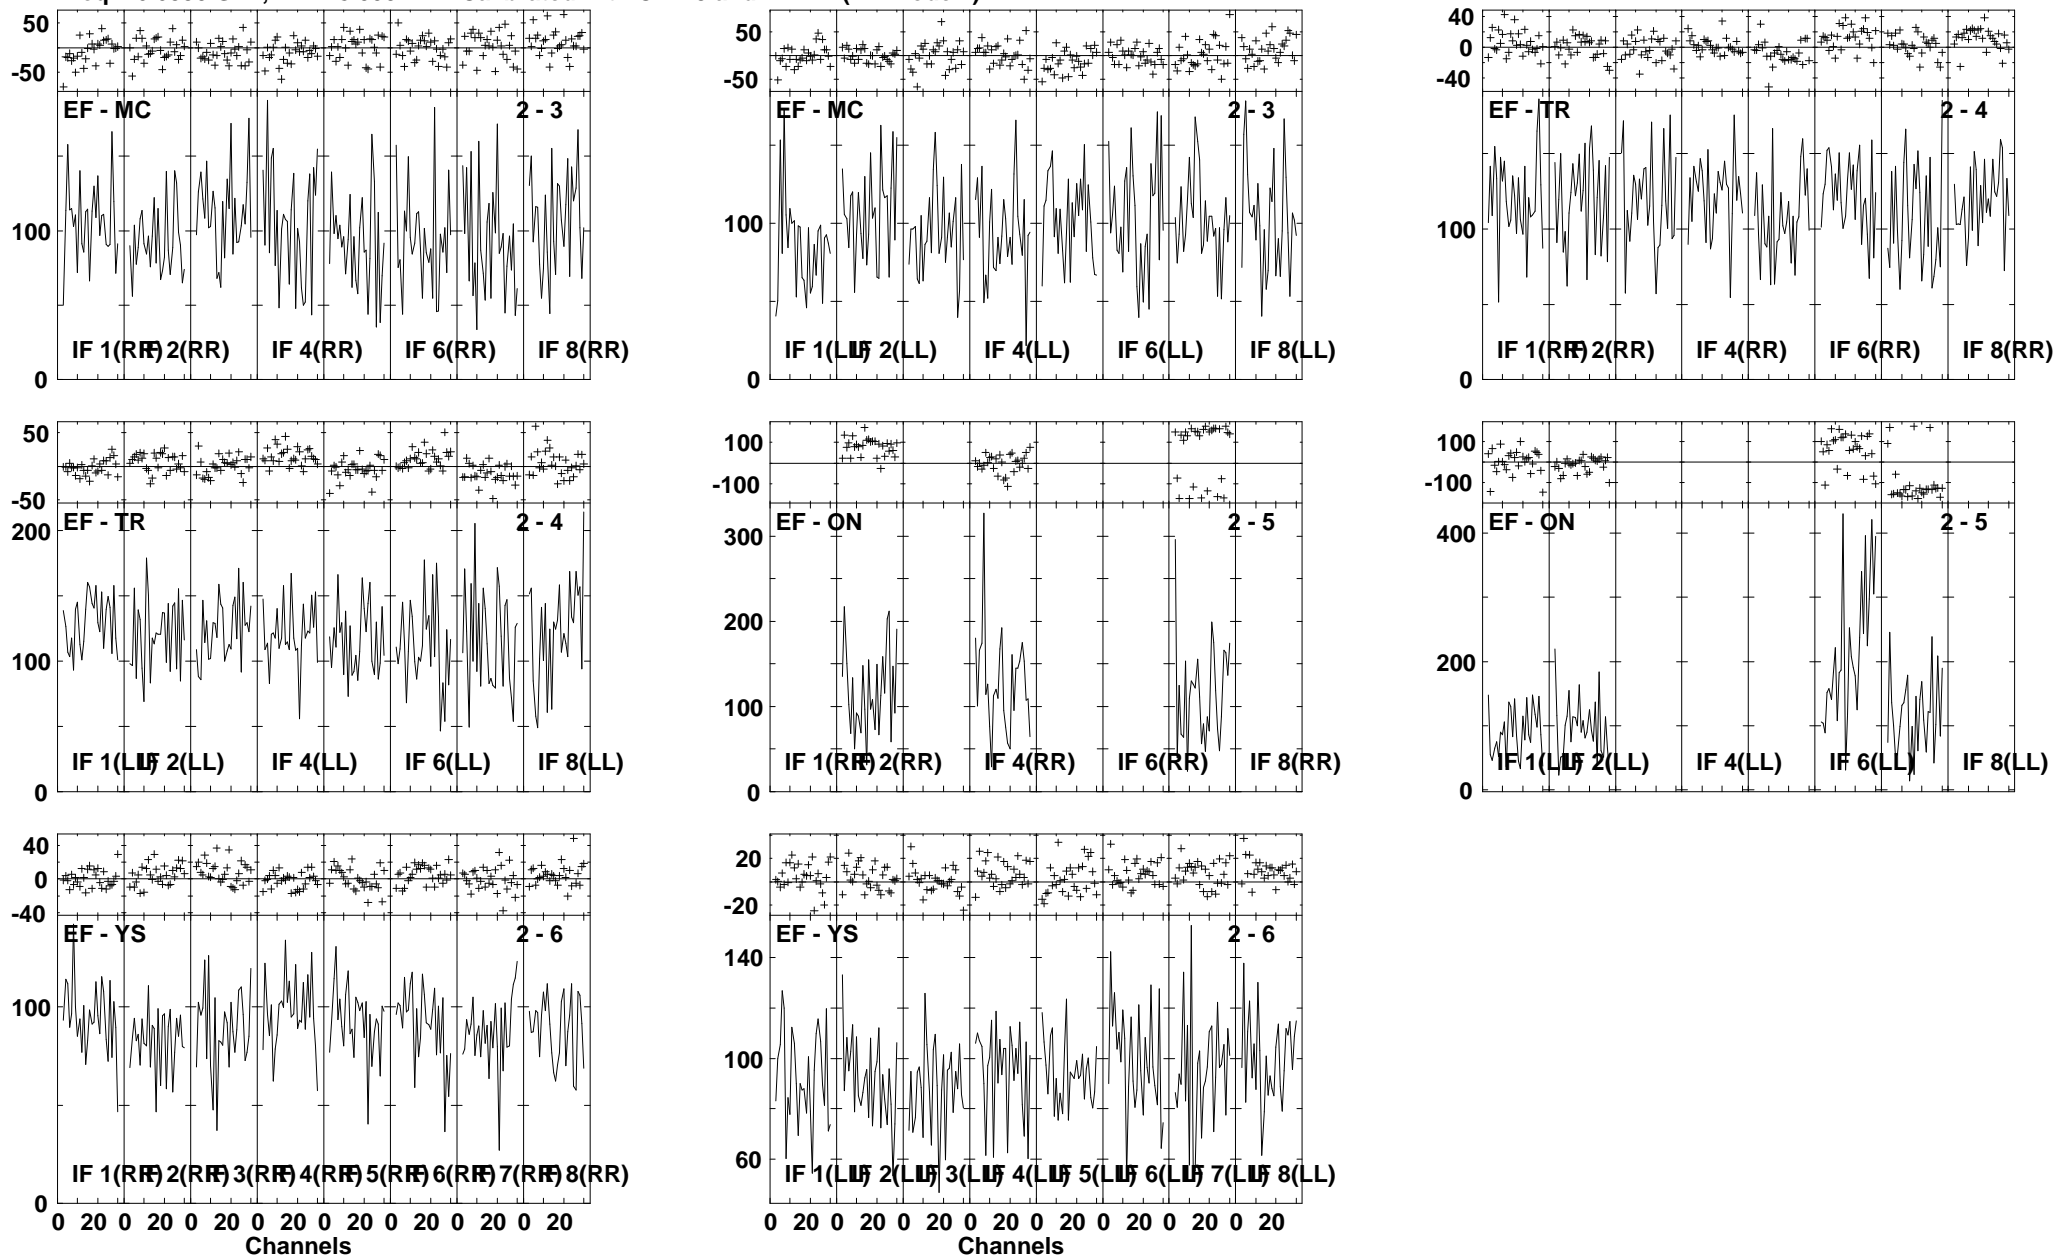 50
-50
EF - MC
2 - 3
100
0
IF 1(RR)
IF 2(RR)
IF 4(RR)
IF 6(RR)
IF 8(RR)
50
-50
EF - MC
2 - 3
100
0
IF 1(LL)
IF 2(LL)
IF 4(LL)
IF 6(LL)
IF 8(LL)
40
0
-40
EF - TR
2 - 4
100
0
IF 1(RR)
IF 2(RR)
IF 4(RR)
IF 6(RR)
IF 8(RR)
50
-50
EF - TR
2 - 4
200
100
0
IF 1(LL)
IF 2(LL)
IF 4(LL)
IF 6(LL)
IF 8(LL)
100
-100
EF - ON
2 - 5
300
200
100
0
IF 1(RR)
IF 2(RR)
IF 4(RR)
IF 6(RR)
IF 8(RR)
100
-100
EF - ON
2 - 5
400
200
0
IF 1(LL)
IF 2(LL)
IF 4(LL)
IF 6(LL)
IF 8(LL)
40
0
-40
EF - YS
2 - 6
100
0
IF 1(RR)
IF 2(RR)
IF 3(RR)
IF 4(RR)
IF 5(RR)
IF 6(RR)
IF 7(RR)
IF 8(RR)
0 20 0 20 0 20 0 20 0 20 0 20 0 20 0 20
Channels
20
-20
EF - YS
2 - 6
140
100
60
IF 1(LL)
IF 2(LL)
IF 3(LL)
IF 4(LL)
IF 5(LL)
IF 6(LL)
IF 7(LL)
IF 8(LL)
0 20 0 20 0 20 0 20 0 20 0 20 0 20 0 20
Channels